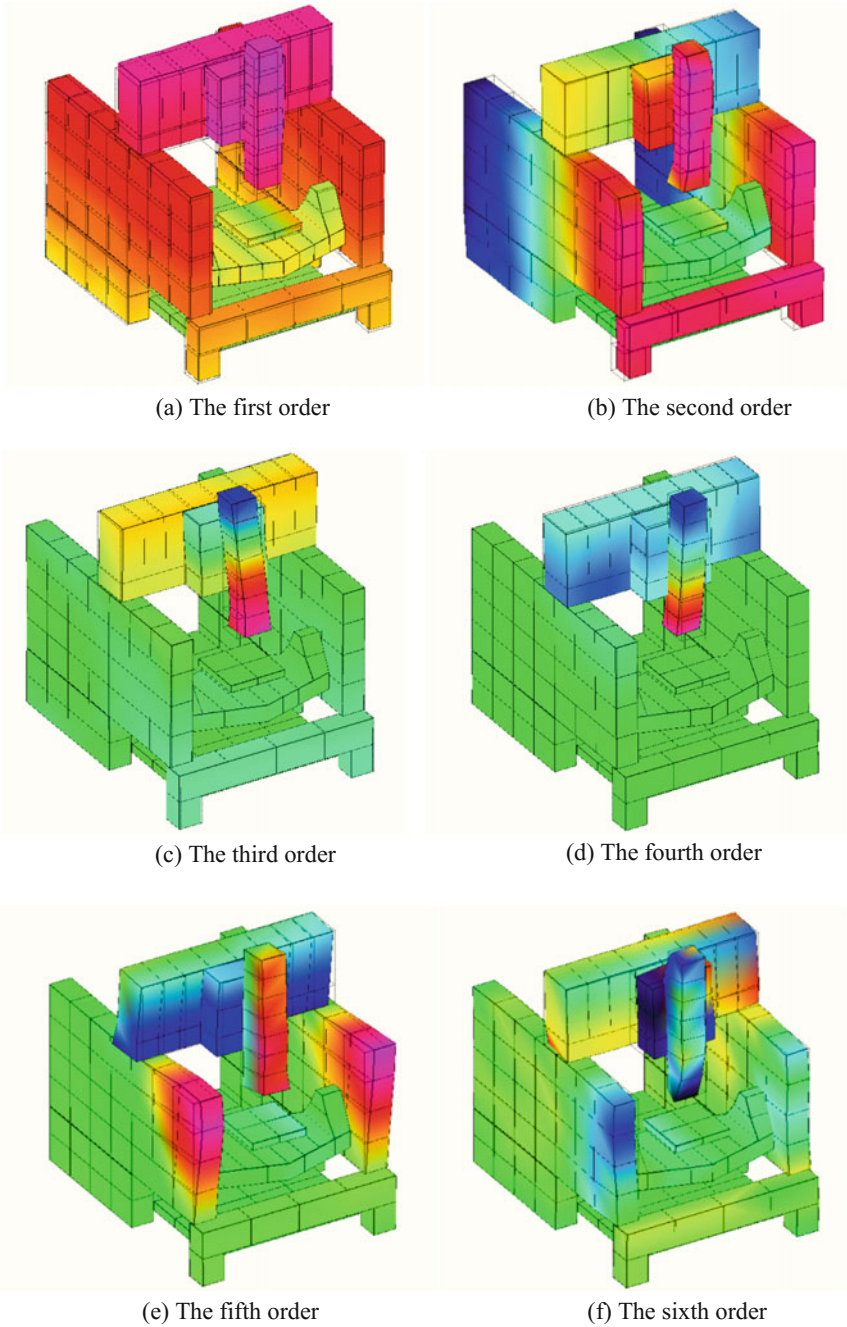 (a) The first order
(b) The second order
(c) The third order
(d) The fourth order
(e) The fifth order
(f) The sixth order